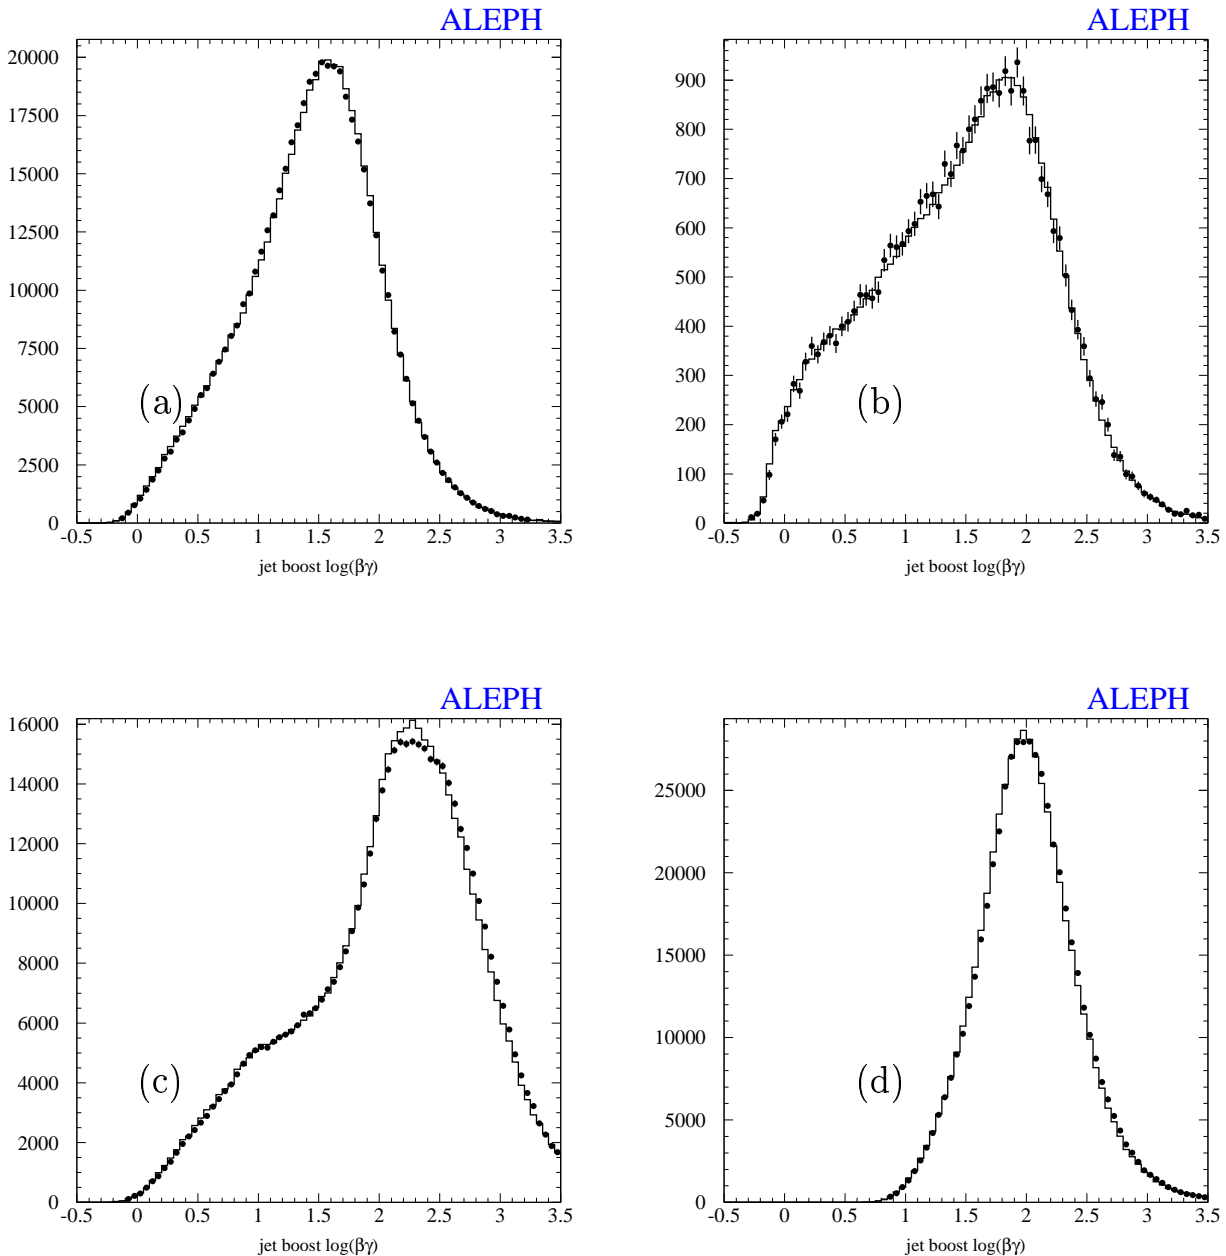 ALEPH
20000
17500
15000
12500
10000
7500
5000
2500
0
(a)
-0.5 0 0.5 1 1.5 2 2.5 3 3.5
jet boost log(βγ)
ALEPH
900
800
700
600
500
400
300
200
100
0
(b)
-0.5 0 0.5 1 1.5 2 2.5 3 3.5
jet boost log(βγ)
ALEPH
16000
14000
12000
10000
8000
6000
4000
2000
0
(c)
-0.5 0 0.5 1 1.5 2 2.5 3 3.5
jet boost log(βγ)
ALEPH
25000
20000
15000
10000
5000
0
(d)
-0.5 0 0.5 1 1.5 2 2.5 3 3.5
jet boost log(βγ)